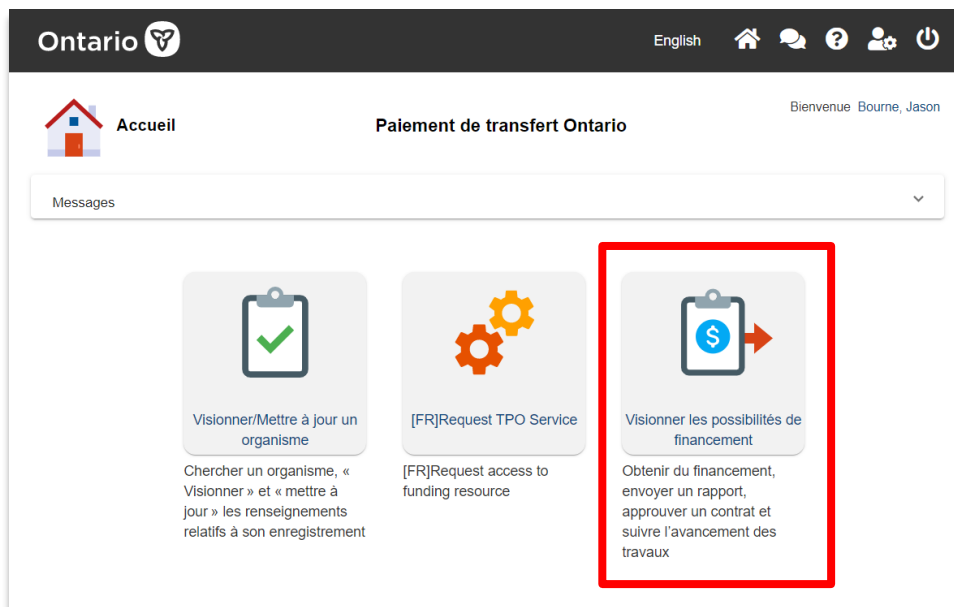 Ontario
English
Bienvenue Bourne, Jason
Accueil
Paiement de transfert Ontario
Messages
Visionner/Mettre à jour un
organisme
Chercher un organisme, «
Visionner » et « mettre à
jour » les renseignements
relatifs à son enregistrement
[FR]Request TPO Service
[FR]Request access to
funding resource
$
Visionner les possibilités de
financement
Obtenir du financement,
envoyer un rapport,
approuver un contrat et
suivre l’avancement des
travaux